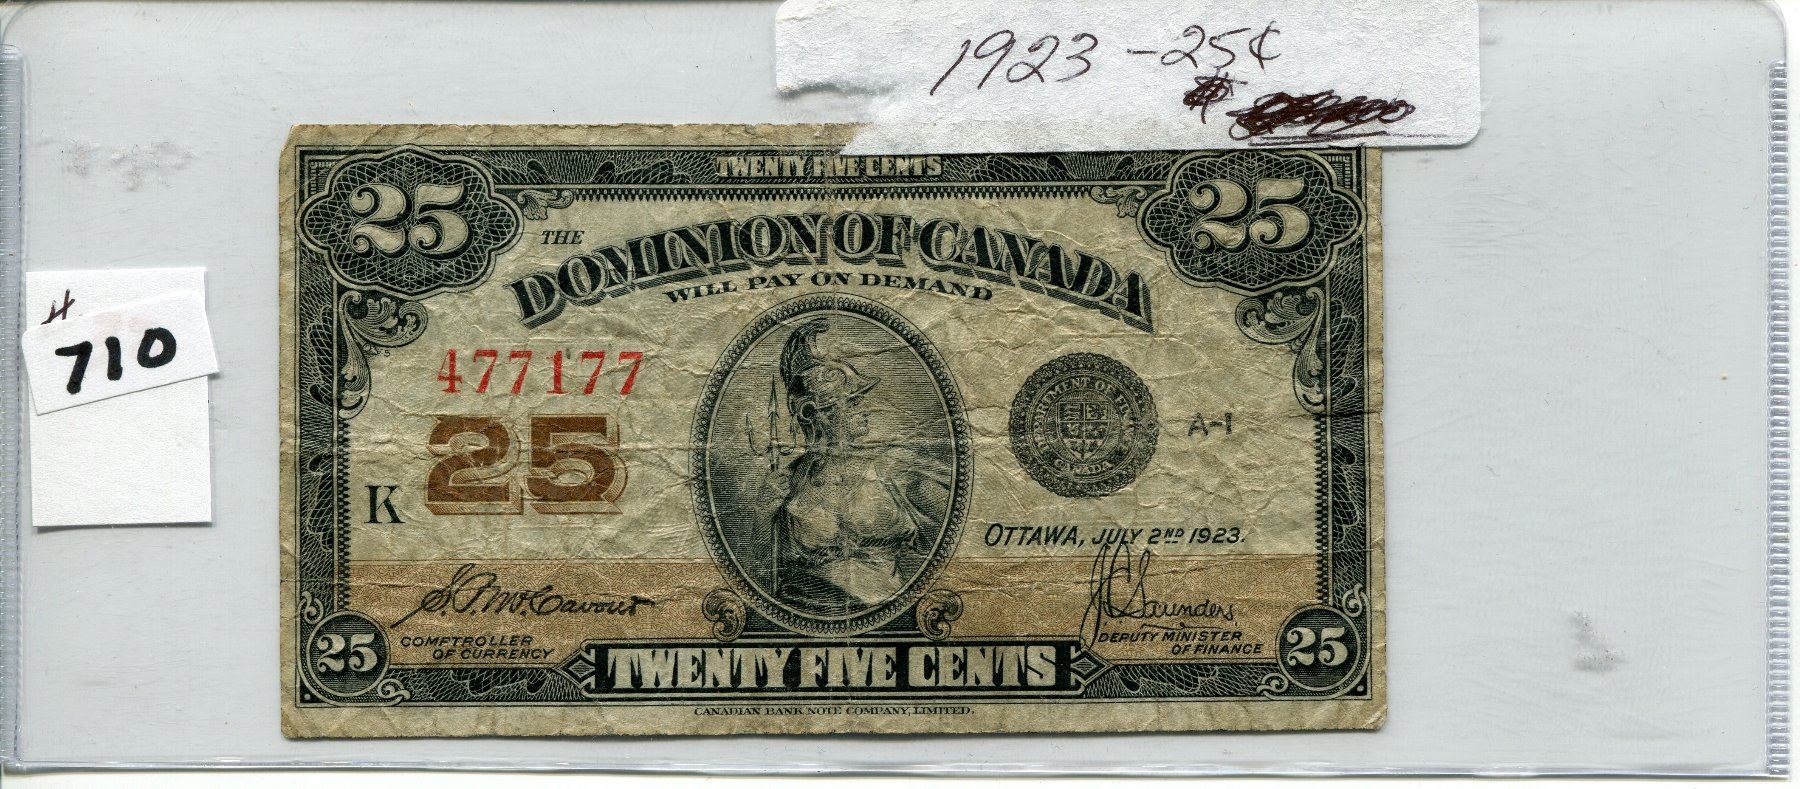 1923 - 25¢
$
#
710
TWENTY FIVE CENTS
25
25
THE
DOMINION OF CANADA
WILL PAY ON DEMAND
477177
25
K
CANADA
A-1
OTTAWA, JULY 2ND 1923.
J.C. Saunders
COMPTROLLER
OF CURRENCY
DEPUTY MINISTER
OF FINANCE
25
TWENTY FIVE CENTS
25
CANADIAN BANK NOTE COMPANY, LIMITED.